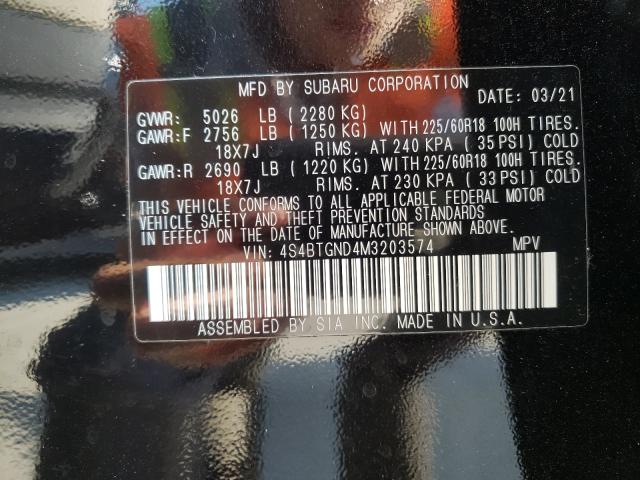 MFD BY SUBARU CORPORATION
DATE: 03/21
GVWR: 5026 LB (2280 KG)
GAWR:F 2756 LB (1250 KG) WITH 225/60R18 100H TIRES.
18X7J RIMS. AT 240 KPA (35 PSI) COLD
GAWR:R 2690 LB (1220 KG) WITH 225/60R18 100H TIRES.
18X7J RIMS. AT 230 KPA (33 PSI) COLD
THIS VEHICLE CONFORMS TO ALL APPLICABLE FEDERAL MOTOR
VEHICLE SAFETY AND THEFT PREVENTION STANDARDS
IN EFFECT ON THE DATE OF MANUFACTURE SHOWN ABOVE.
VIN: 4S4BTGND4M3203574 MPV
ASSEMBLED BY SIA INC. MADE IN U.S.A.